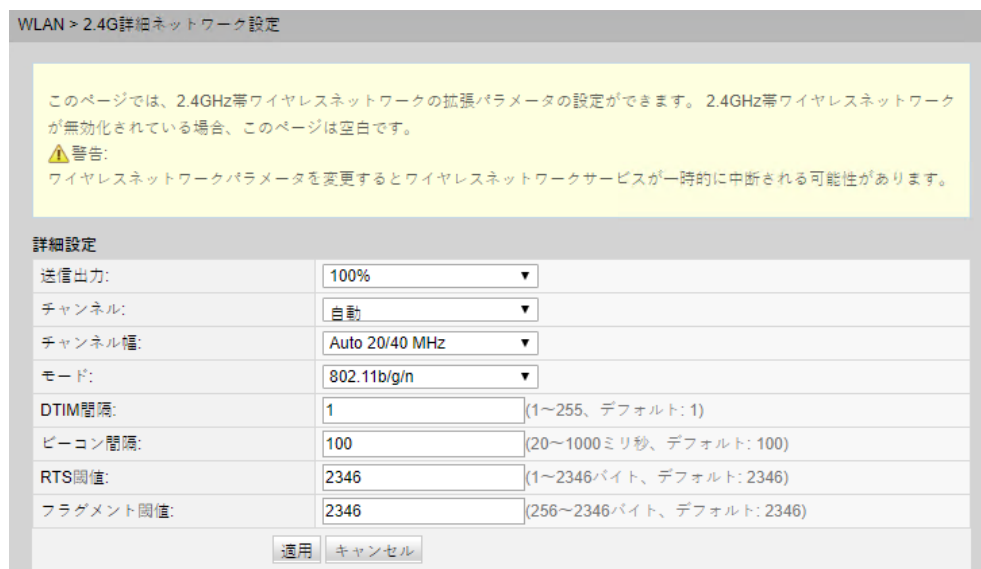 WLAN > 2.4G詳細ネットワーク設定
このページでは、2.4GHz帯ワイヤレスネットワークの拡張パラメータの設定ができます。 2.4GHz帯ワイヤレスネットワーク
が無効化されている場合、このページは空白です。
警告:
ワイヤレスネットワークパラメータを変更するとワイヤレスネットワークサービスが一時的に中断される可能性があります。
詳細設定
送信出力: 100%
チャンネル: 自動
チャンネル幅: Auto 20/40 MHz
モード: 802.11b/g/n
DTIM間隔: 1 (1～255、デフォルト: 1)
ビーコン間隔: 100 (20～1000ミリ秒、デフォルト: 100)
RTS閾値: 2346 (1～2346バイト、デフォルト: 2346)
フラグメント閾値: 2346 (256～2346バイト、デフォルト: 2346)
適用 キャンセル